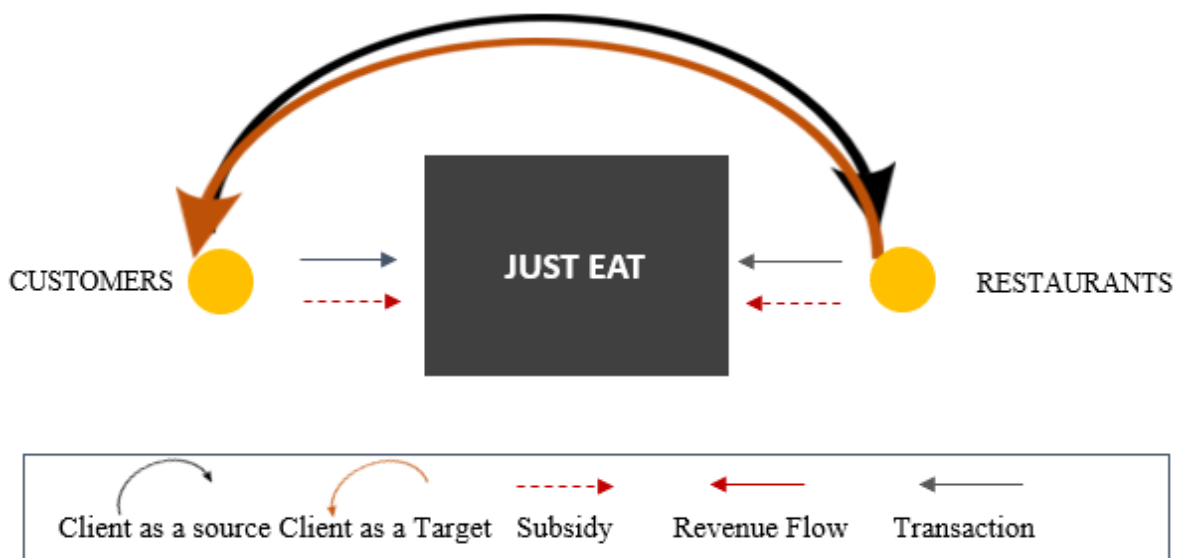 JUST EAT
CUSTOMERS
RESTAURANTS
Client as a source Client as a Target Subsidy Revenue Flow Transaction